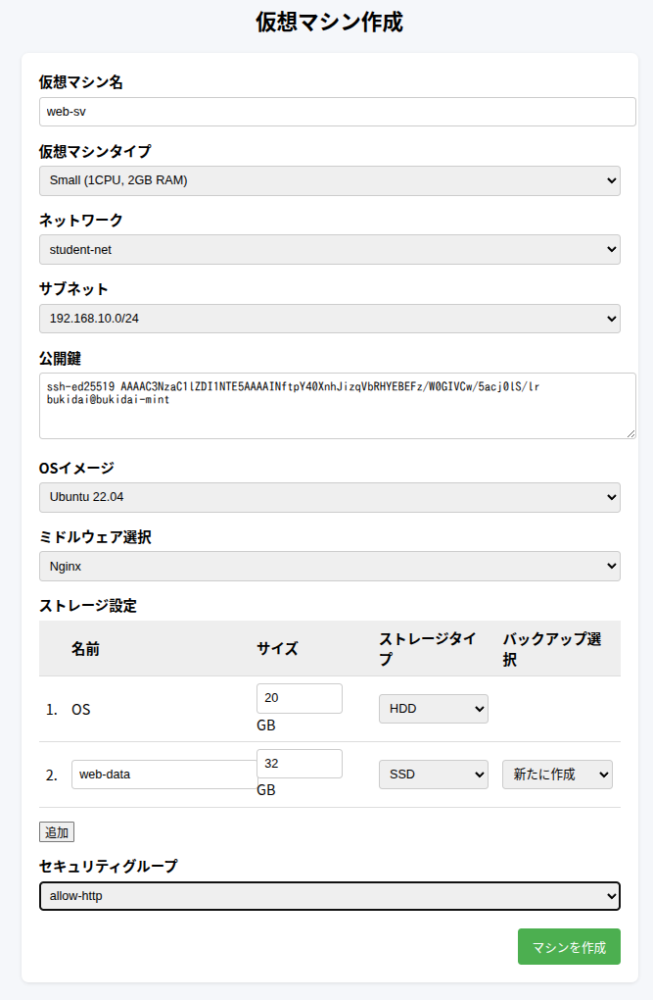 仮想マシン作成
仮想マシン名
web-sv
仮想マシンタイプ
Small (1CPU, 2GB RAM)
ネットワーク
student-net
サブネット
192.168.10.0/24
公開鍵
ssh-ed25519 AAAAC3NzaC1lZDI1NTE5AAAAINftpY40XnhJizqVbRHYEBEFz/W0GIVCw/5acj0lS/lr
bukidai@bukidai-mint
OSイメージ
Ubuntu 22.04
ミドルウェア選択
Nginx
ストレージ設定
名前 サイズ ストレージタイプ バックアップ選択
1. OS 20 GB HDD
2. web-data 32 GB SSD 新たに作成
追加
セキュリティグループ
allow-http
マシンを作成